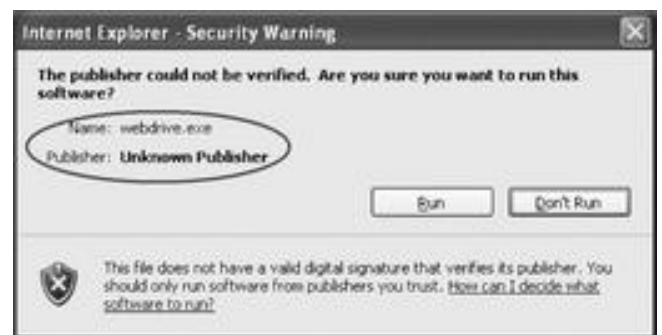 Internet Explorer - Security Warning
The publisher could not be verified. Are you sure you want to run this
software?
Name: webdrive.exe
Publisher: Unknown Publisher
Run
Don't Run
This file does not have a valid digital signature that verifies its publisher. You
should only run software from publishers you trust. How can I decide what
software to run?